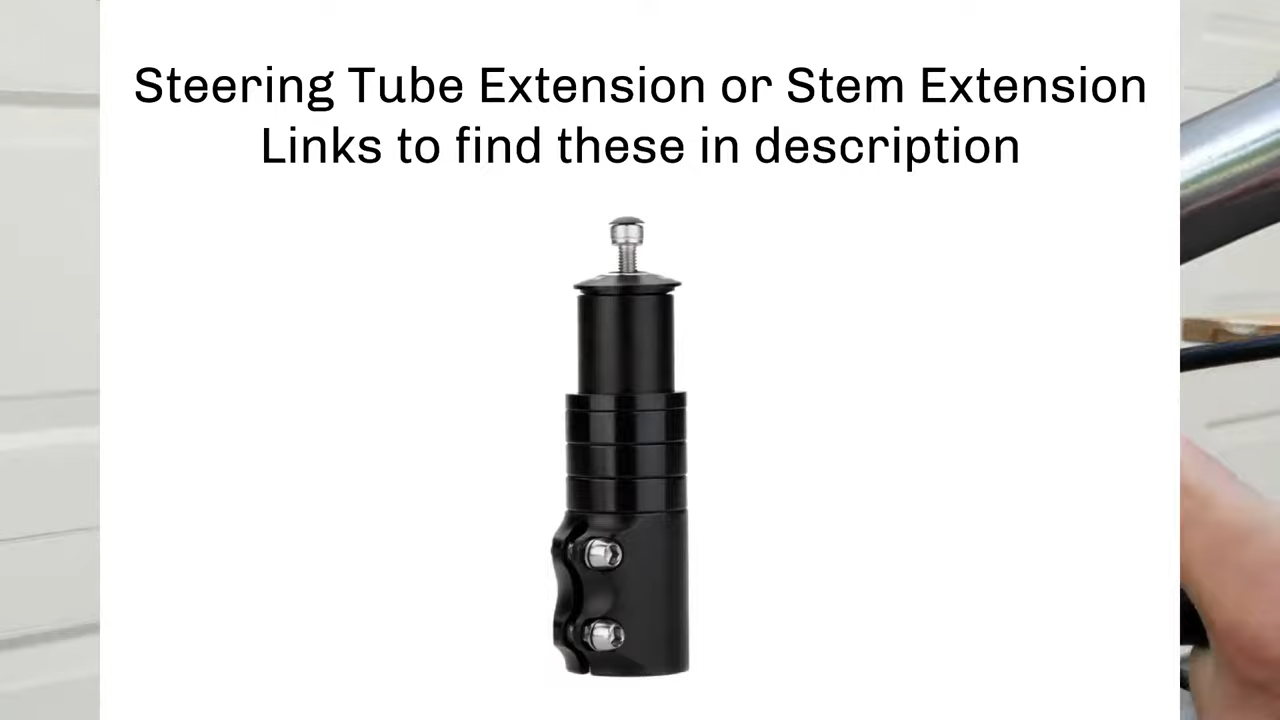 Steering Tube Extension or Stem Extension
Links to find these in description